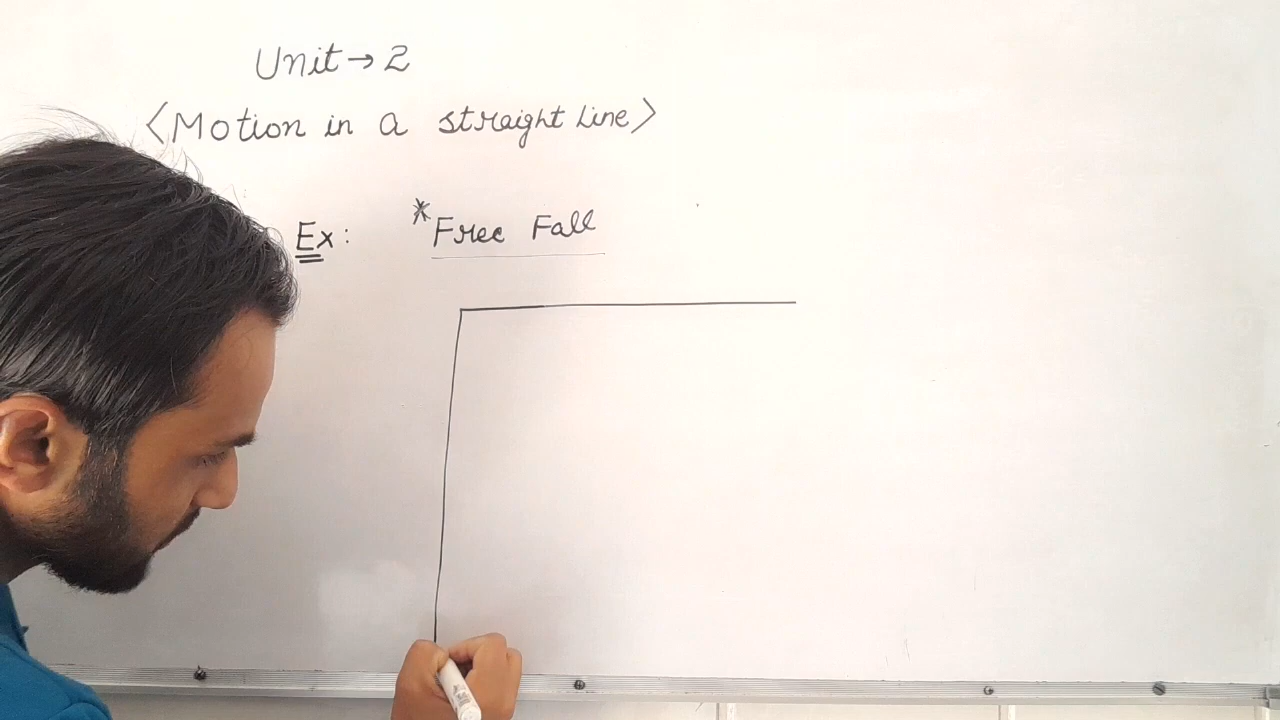 Unit → 2
<Motion in a straight Line>
Ex: *Free Fall